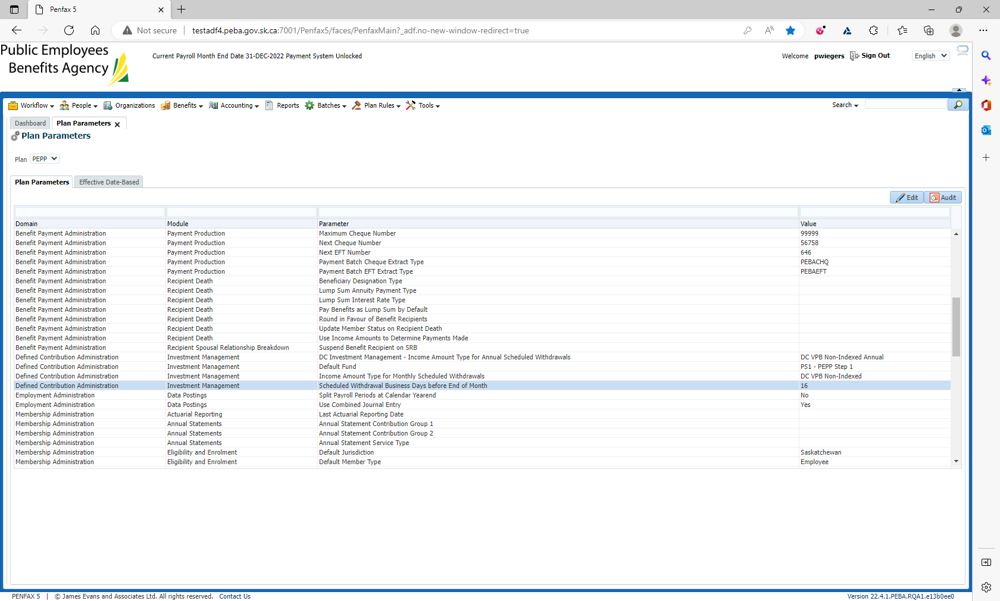 Penfax 5
Not secure
testadf4.peba.gov.sk.ca:7001/Penfax5/faces/PenfaxMain?_adf.no-new-window-redirect=true
Public Employees
Benefits Agency
Current Payroll Month End Date 31-DEC-2022 Payment System Unlocked
Welcome pwiegers Sign Out English
Workflow People Organizations Benefits Accounting Reports Batches Plan Rules Tools Search
Dashboard Plan Parameters
Plan Parameters
Plan PEPP
Plan Parameters Effective Date-Based
Edit Audit
Domain Module Parameter Value
Benefit Payment Administration Payment Production Maximum Cheque Number 99999
Benefit Payment Administration Payment Production Next Cheque Number 56758
Benefit Payment Administration Payment Production Next EFT Number 646
Benefit Payment Administration Payment Production Payment Batch Cheque Extract Type PEBACHQ
Benefit Payment Administration Payment Production Payment Batch EFT Extract Type PEBAEFT
Benefit Payment Administration Recipient Death Beneficiary Designation Type
Benefit Payment Administration Recipient Death Lump Sum Annuity Payment Type
Benefit Payment Administration Recipient Death Lump Sum Interest Rate Type
Benefit Payment Administration Recipient Death Pay Benefits as Lump Sum by Default
Benefit Payment Administration Recipient Death Round in Favour of Benefit Recipients
Benefit Payment Administration Recipient Death Update Member Status on Recipient Death
Benefit Payment Administration Recipient Death Use Income Amounts to Determine Payments Made
Benefit Payment Administration Recipient Spousal Relationship Breakdown Suspend Benefit Recipient on SRB
Defined Contribution Administration Investment Management DC Investment Management - Income Amount Type for Annual Scheduled Withdrawals DC VPB Non-Indexed Annual
Defined Contribution Administration Investment Management Default Fund PS1 - PEPP Step 1
Defined Contribution Administration Investment Management Income Amount Type for Monthly Scheduled Withdrawals DC VPB Non-Indexed
Defined Contribution Administration Investment Management Scheduled Withdrawal Business Days before End of Month 16
Employment Administration Data Postings Split Payroll Periods at Calendar Yearend No
Employment Administration Data Postings Use Combined Journal Entry Yes
Membership Administration Actuarial Reporting Last Actuarial Reporting Date
Membership Administration Annual Statements Annual Statement Contribution Group 1
Membership Administration Annual Statements Annual Statement Contribution Group 2
Membership Administration Annual Statements Annual Statement Service Type
Membership Administration Eligibility and Enrolment Default Jurisdiction Saskatchewan
Membership Administration Eligibility and Enrolment Default Member Type Employee
PENFAX 5 | © James Evans and Associates Ltd. All rights reserved. Contact Us
Version 22.4.1.PEBA.RQA1.e13b0ee0